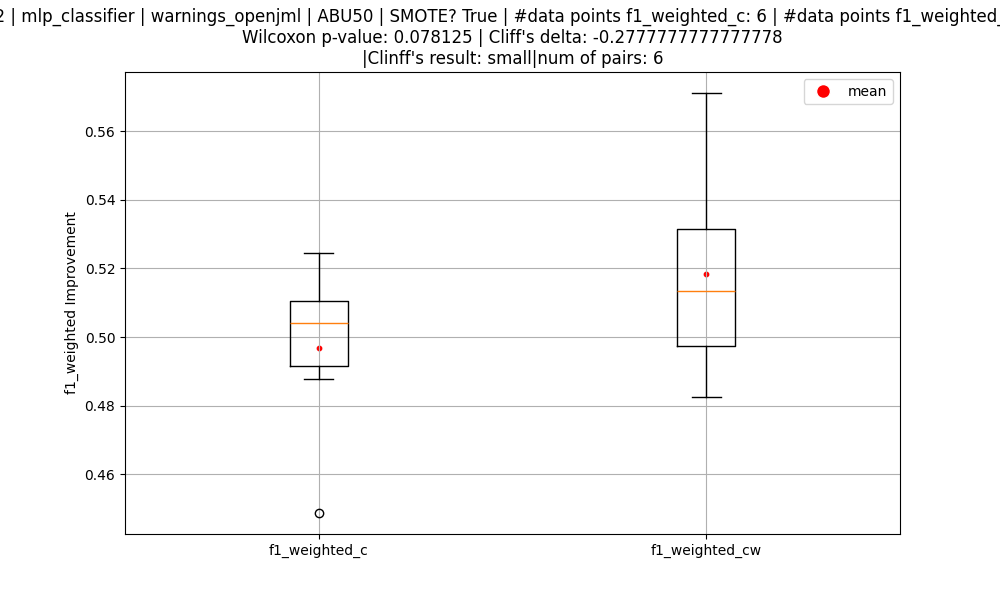 2 | mlp_classifier | warnings_openjml | ABU50 | SMOTE? True | #data points f1_weighted_c: 6 | #data points f1_weighted_
Wilcoxon p-value: 0.078125 | Cliff's delta: -0.2777777777777778
|Clinff's result: small|num of pairs: 6
mean
0.56
0.54
0.52
0.50
0.48
0.46
f1_weighted Improvement
f1_weighted_c
f1_weighted_cw